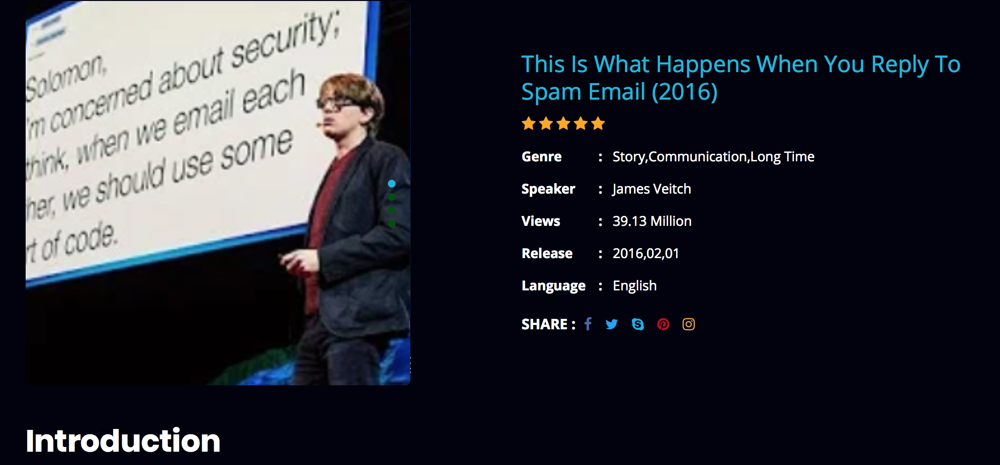 Solomon,
'm concerned about security;
think, when we email each
her, we should use some
rt of code.
This Is What Happens When You Reply To
Spam Email (2016)
Genre : Story,Communication,Long Time
Speaker : James Veitch
Views : 39.13 Million
Release : 2016,02,01
Language : English
SHARE :
Introduction